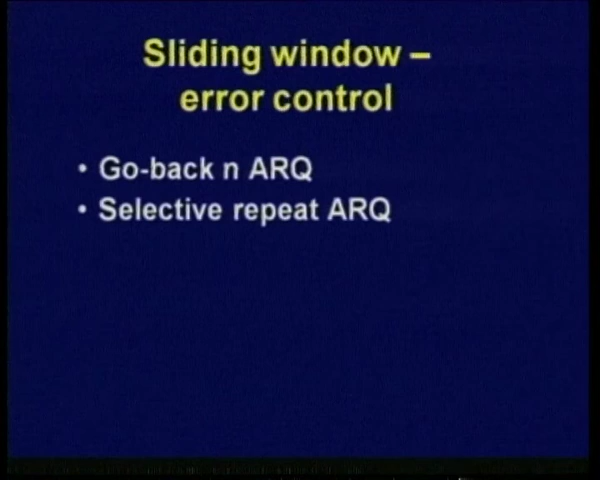 Sliding window –
error control
• Go-back n ARQ
• Selective repeat ARQ